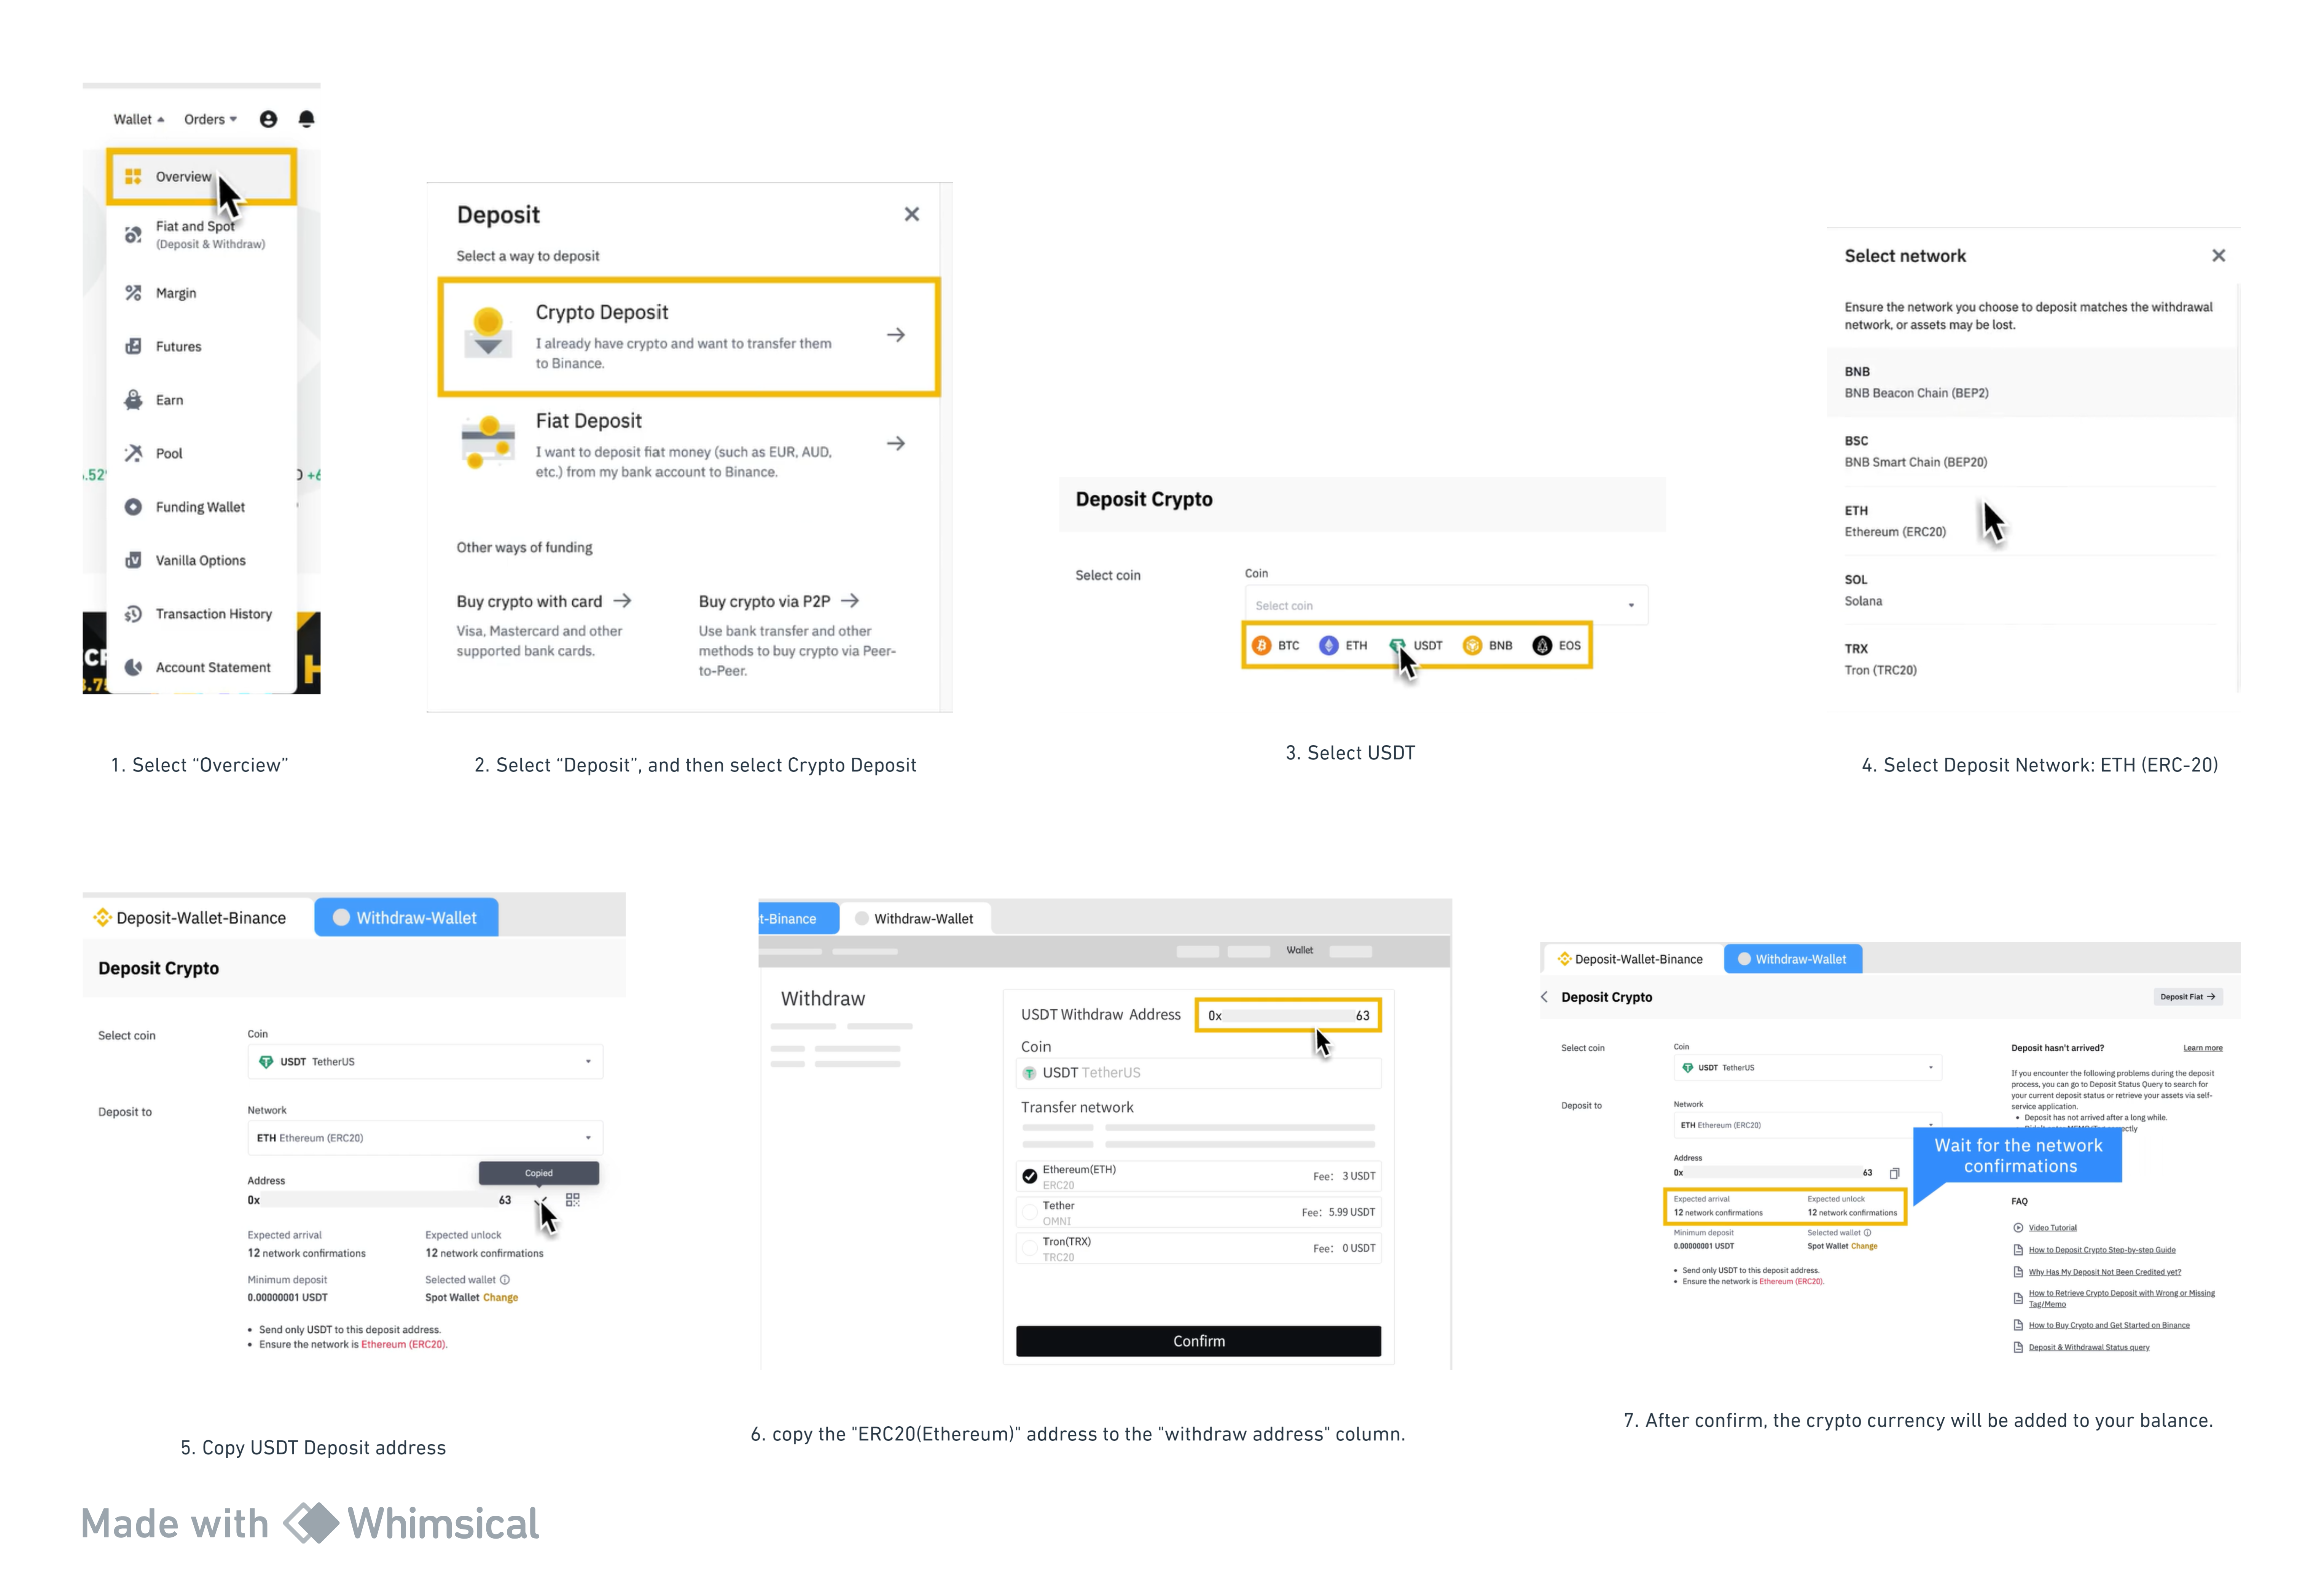 Wallet Orders
Overview
Fiat and Spot
(Deposit & Withdraw)
Margin
Futures
Earn
Pool
Funding Wallet
Vanilla Options
Transaction History
Account Statement
1. Select “Overciew”
Deposit
Select a way to deposit
Crypto Deposit
I already have crypto and want to transfer them
to Binance.
Fiat Deposit
I want to deposit fiat money (such as EUR, AUD,
etc.) from my bank account to Binance.
Other ways of funding
Buy crypto with card
Visa, Mastercard and other
supported bank cards.
Buy crypto via P2P
Use bank transfer and other
methods to buy crypto via Peer-
to-Peer.
2. Select “Deposit”, and then select Crypto Deposit
Deposit Crypto
Select coin
Coin
Select coin
BTC ETH USDT BNB EOS
3. Select USDT
Select network
Ensure the network you choose to deposit matches the withdrawal
network, or assets may be lost.
BNB
BNB Beacon Chain (BEP2)
BSC
BNB Smart Chain (BEP20)
ETH
Ethereum (ERC20)
SOL
Solana
TRX
Tron (TRC20)
4. Select Deposit Network: ETH (ERC-20)
Deposit-Wallet-Binance Withdraw-Wallet
Deposit Crypto
Select coin
Coin
USDT TetherUS
Deposit to
Network
ETH Ethereum (ERC20)
Copied
Address
0x 63
Expected arrival
12 network confirmations
Expected unlock
12 network confirmations
Minimum deposit
0.00000001 USDT
Selected wallet
Spot Wallet Change
• Send only USDT to this deposit address.
• Ensure the network is Ethereum (ERC20).
5. Copy USDT Deposit address
t-Binance Withdraw-Wallet
Wallet
Withdraw
USDT Withdraw Address 0x 63
Coin
USDT TetherUS
Transfer network
Ethereum(ETH)
ERC20
Fee: 3 USDT
Tether
OMNI
Fee: 5.99 USDT
Tron(TRX)
TRC20
Fee: 0 USDT
Confirm
6. copy the "ERC20(Ethereum)" address to the "withdraw address" column.
Deposit-Wallet-Binance Withdraw-Wallet
Deposit Crypto
Deposit Fiat
Select coin
Coin
USDT TetherUS
Deposit to
Network
ETH Ethereum (ERC20)
Address
0x 63
Expected arrival
12 network confirmations
Expected unlock
12 network confirmations
Minimum deposit
0.00000001 USDT
Selected wallet
Spot Wallet Change
• Send only USDT to this deposit address.
• Ensure the network is Ethereum (ERC20).
Deposit hasn't arrived? Learn more
If you encounter the following problems during the deposit
process, you can go to Deposit Status Query to search for
your current deposit status or retrieve your assets via self-
service application.
• Deposit has not arrived after a long while.
Wait for the network
confirmations
FAQ
Video Tutorial
How to Deposit Crypto Step-by-step Guide
Why Has My Deposit Not Been Credited yet?
How to Retrieve Crypto Deposit with Wrong or Missing
Tag/Memo
How to Buy Crypto and Get Started on Binance
Deposit & Withdrawal Status query
7. After confirm, the crypto currency will be added to your balance.
Made with Whimsical